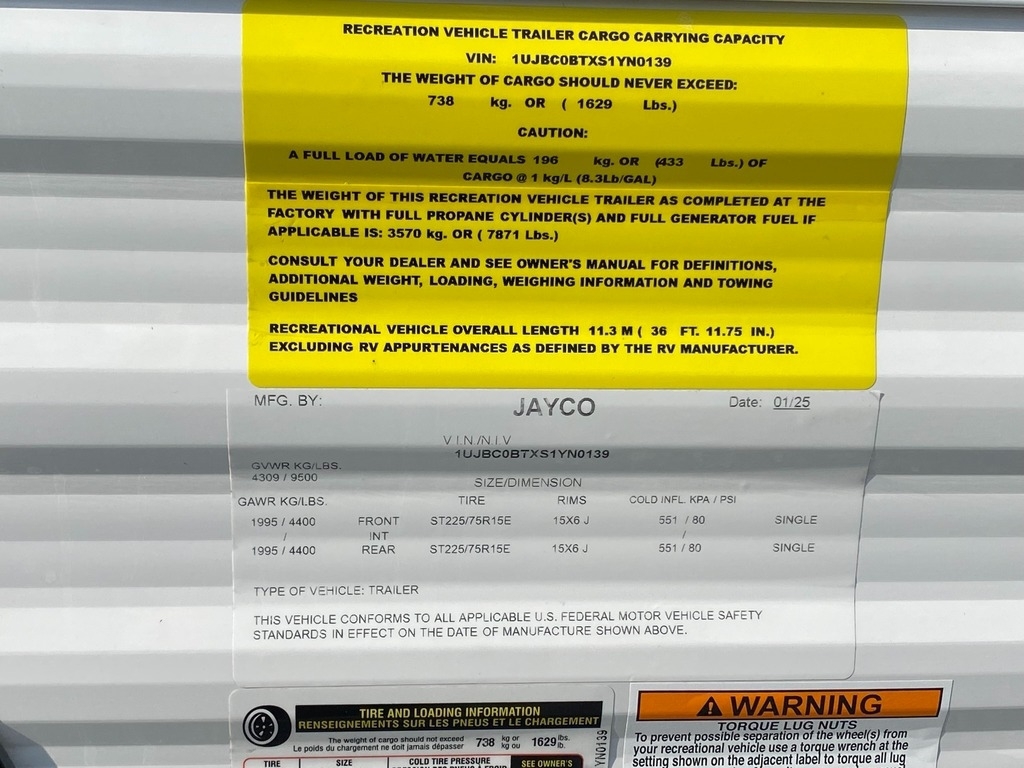 RECREATION VEHICLE TRAILER CARGO CARRYING CAPACITY
VIN: 1UJBC0BTXS1YN0139
THE WEIGHT OF CARGO SHOULD NEVER EXCEED:
738 kg. OR ( 1629 Lbs.)
CAUTION:
A FULL LOAD OF WATER EQUALS 196 kg. OR (433 Lbs.) OF
CARGO @ 1 kg/L (8.3Lb/GAL)
THE WEIGHT OF THIS RECREATION VEHICLE TRAILER AS COMPLETED AT THE
FACTORY WITH FULL PROPANE CYLINDER(S) AND FULL GENERATOR FUEL IF
APPLICABLE IS: 3570 kg. OR ( 7871 Lbs.)
CONSULT YOUR DEALER AND SEE OWNER'S MANUAL FOR DEFINITIONS,
ADDITIONAL WEIGHT, LOADING, WEIGHING INFORMATION AND TOWING
GUIDELINES
RECREATIONAL VEHICLE OVERALL LENGTH 11.3 M ( 36 FT. 11.75 IN.)
EXCLUDING RV APPURTENANCES AS DEFINED BY THE RV MANUFACTURER.
MFG. BY: JAYCO Date: 01/25
V I N /N.I.V
1UJBC0BTXS1YN0139
GVWR KG/LBS.
4309 / 9500
SIZE/DIMENSION
GAWR KG/LBS. TIRE RIMS COLD INFL. KPA / PSI
1995 / 4400 FRONT ST225/75R15E 15X6 J 551 / 80 SINGLE
/ INT /
1995 / 4400 REAR ST225/75R15E 15X6 J 551 / 80 SINGLE
TYPE OF VEHICLE: TRAILER
THIS VEHICLE CONFORMS TO ALL APPLICABLE U.S. FEDERAL MOTOR VEHICLE SAFETY
STANDARDS IN EFFECT ON THE DATE OF MANUFACTURE SHOWN ABOVE.
TIRE AND LOADING INFORMATION
RENSEIGNEMENTS SUR LES PNEUS ET LE CHARGEMENT
The weight of cargo should not exceed 738 kg or 1629 lbs.
Le poids du chargement ne doit jamais dépasser kg ou lb.
TIRE SIZE COLD TIRE PRESSURE SEE OWNER'S
YN0139
WARNING
TORQUE LUG NUTS
To prevent possible separation of the wheel(s) from
your recreational vehicle use a torque wrench at the
setting shown on the adjacent label to torque all lug